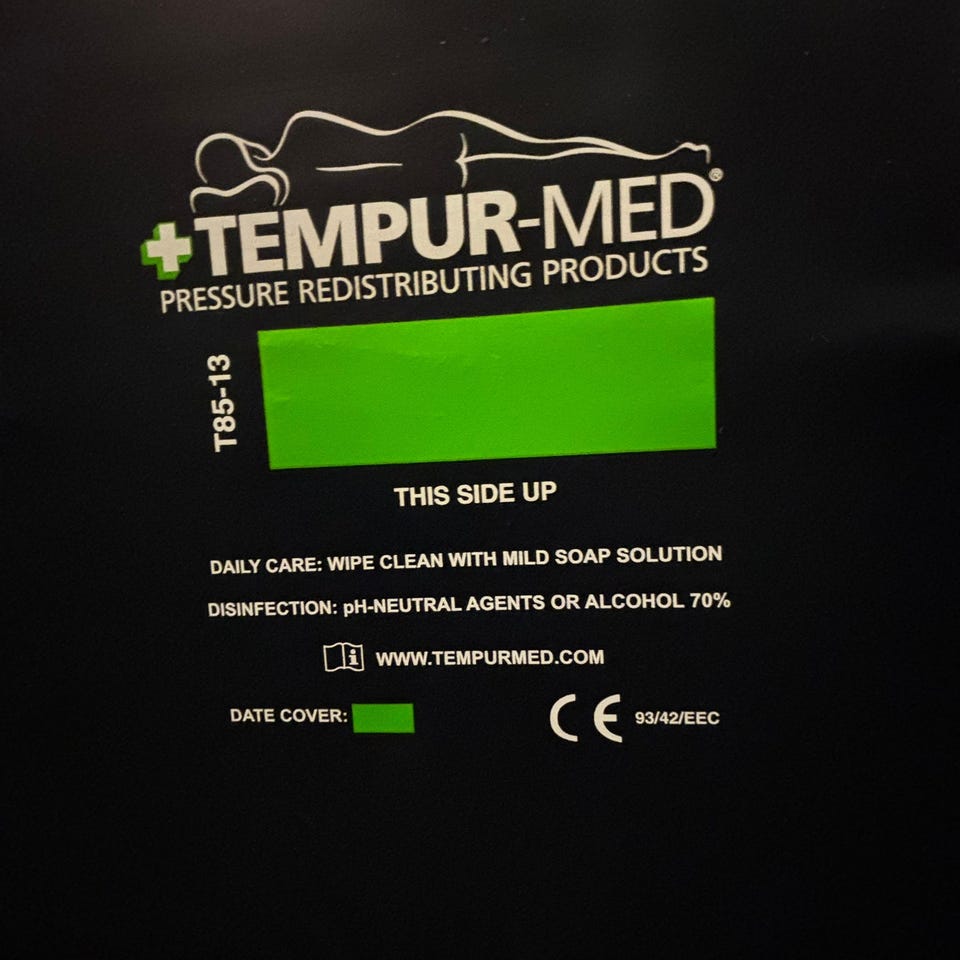 TEMPUR-MED®
PRESSURE REDISTRIBUTING PRODUCTS
T85-13
THIS SIDE UP
DAILY CARE: WIPE CLEAN WITH MILD SOAP SOLUTION
DISINFECTION: pH-NEUTRAL AGENTS OR ALCOHOL 70%
i WWW.TEMPURMED.COM
DATE COVER:
CE 93/42/EEC